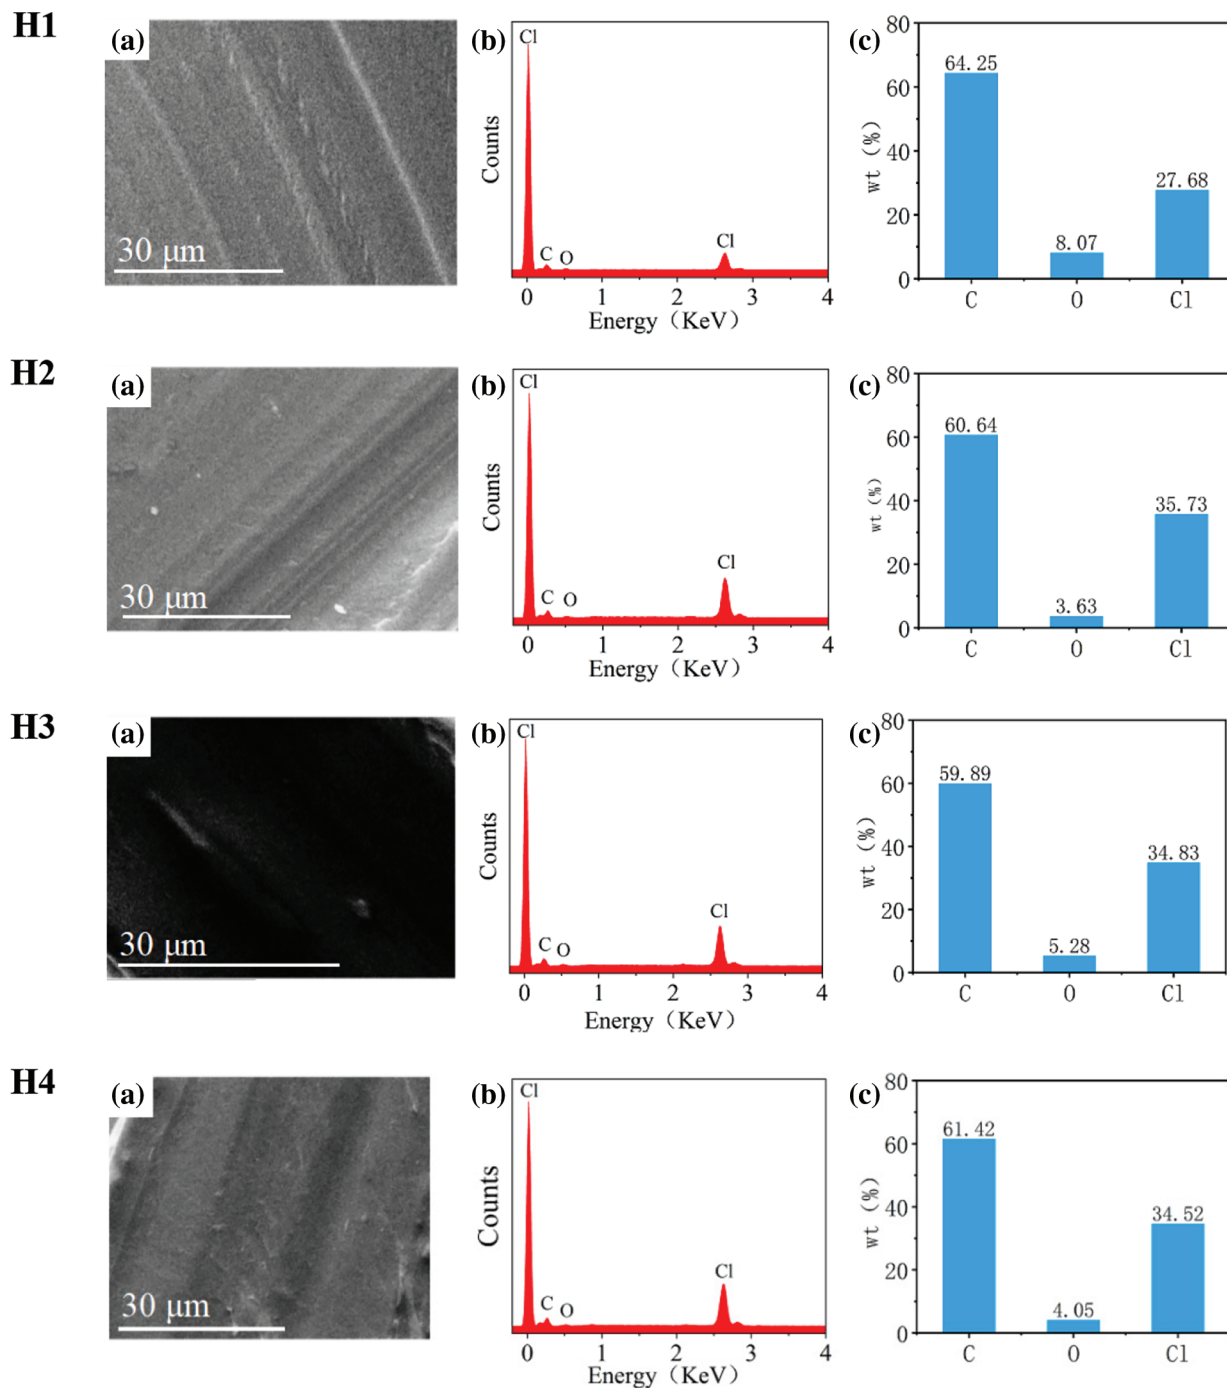 H1
(a)
30 μm
(b)
Cl
C
O
Cl
Counts
0 1 2 3 4
Energy（KeV）
(c)
80
60
40
20
0
wt (%)
64.25
8.07
27.68
C O Cl
H2
(a)
30 μm
(b)
Cl
C
O
Cl
Counts
0 1 2 3 4
Energy（KeV）
(c)
80
60
40
20
0
wt (%)
60.64
3.63
35.73
C O Cl
H3
(a)
30 μm
(b)
Cl
C
O
Cl
Counts
0 1 2 3 4
Energy（KeV）
(c)
80
60
40
20
0
wt (%)
59.89
5.28
34.83
C O Cl
H4
(a)
30 μm
(b)
Cl
C
O
Cl
Counts
0 1 2 3 4
Energy（KeV）
(c)
80
60
40
20
0
wt (%)
61.42
4.05
34.52
C O Cl